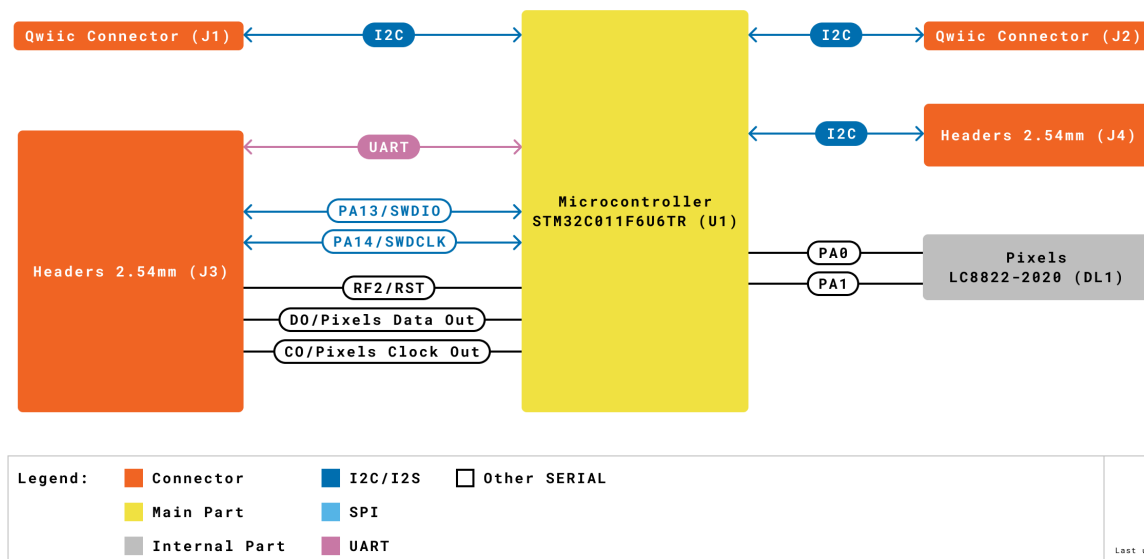 Qwiic Connector (J1)
I2C
I2C
Qwiic Connector (J2)
UART
I2C
Headers 2.54mm (J4)
PA13/SWDIO
Microcontroller
STM32C011F6U6TR (U1)
PA14/SWDCLK
Headers 2.54mm (J3)
PA0
Pixels
LC8822-2020 (DL1)
PA1
RF2/RST
DO/Pixels Data Out
CO/Pixels Clock Out
Legend:
Connector
I2C/I2S
Other SERIAL
Main Part
SPI
Internal Part
UART
Last